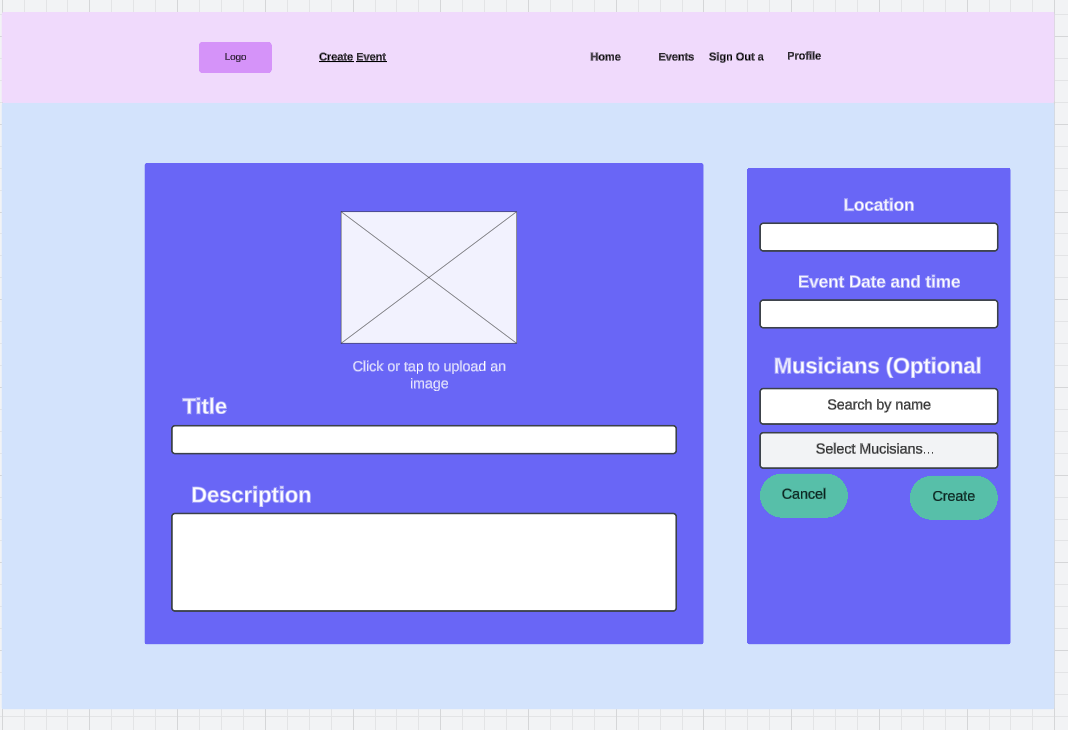 Logo
Create Event
Home
Events
Sign Out a
Profile
Click or tap to upload an
image
Title
Description
Location
Event Date and time
Musicians (Optional
Search by name
Select Mucisians...
Cancel
Create